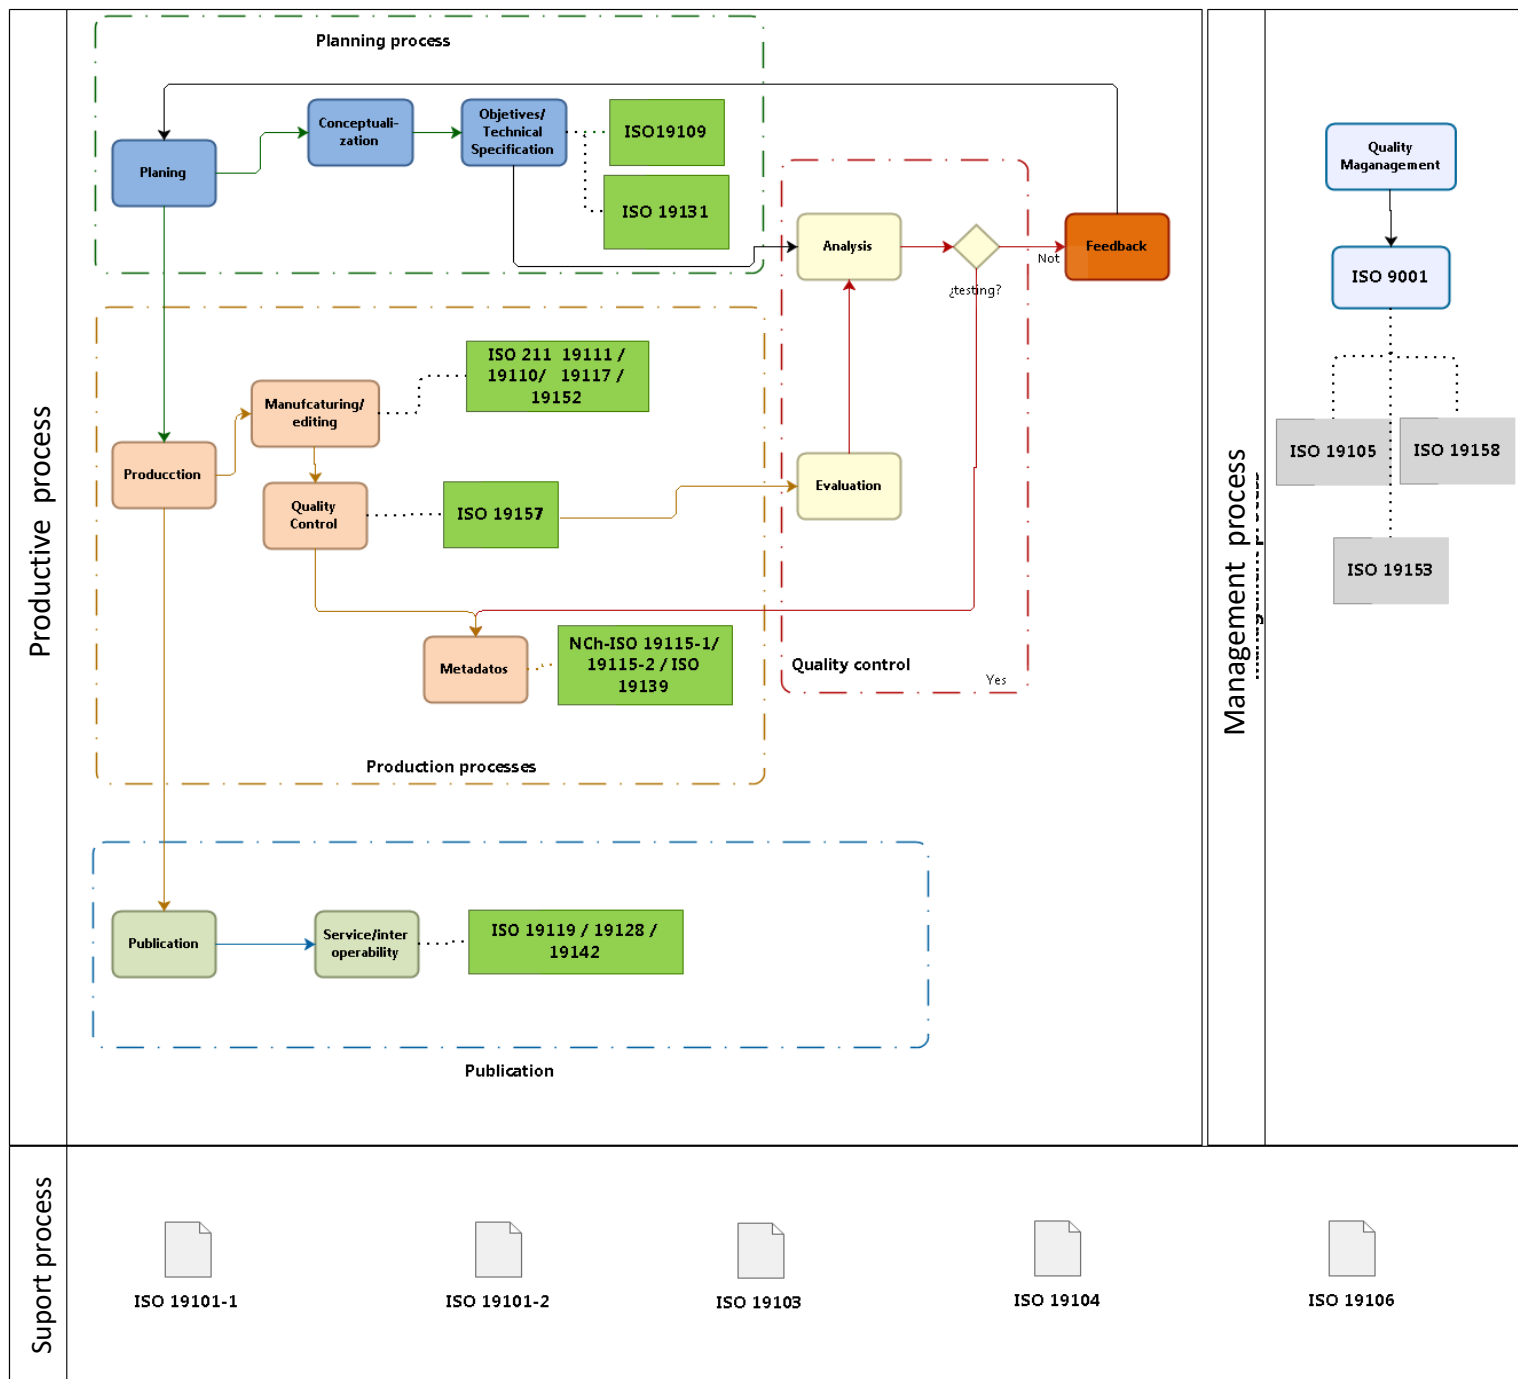 Planning process
Planing
Conceptuali-
zation
Objetives/
Technical
Specification
ISO19109
ISO 19131
Analysis
¿testing?
Not
Feedback
Productive process
ISO 211 19111 /
19110/ 19117 /
19152
Manufcaturing/
editing
Producction
Quality
Control
ISO 19157
Evaluation
Metadatos
NCh-ISO 19115-1/
19115-2 / ISO
19139
Quality control
Yes
Production processes
Publication
Service/inter
operability
ISO 19119 / 19128 /
19142
Publication
Management process
Management process
Quality
Maganagement
ISO 9001
ISO 19105
ISO 19158
ISO 19153
Suport process
ISO 19101-1
ISO 19101-2
ISO 19103
ISO 19104
ISO 19106